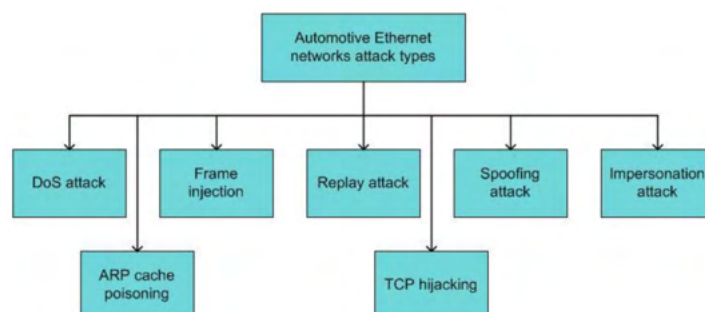 Automotive Ethernet
networks attack types
DoS attack
Frame
injection
Replay attack
Spoofing
attack
Impersonation
attack
ARP cache
poisoning
TCP hijacking